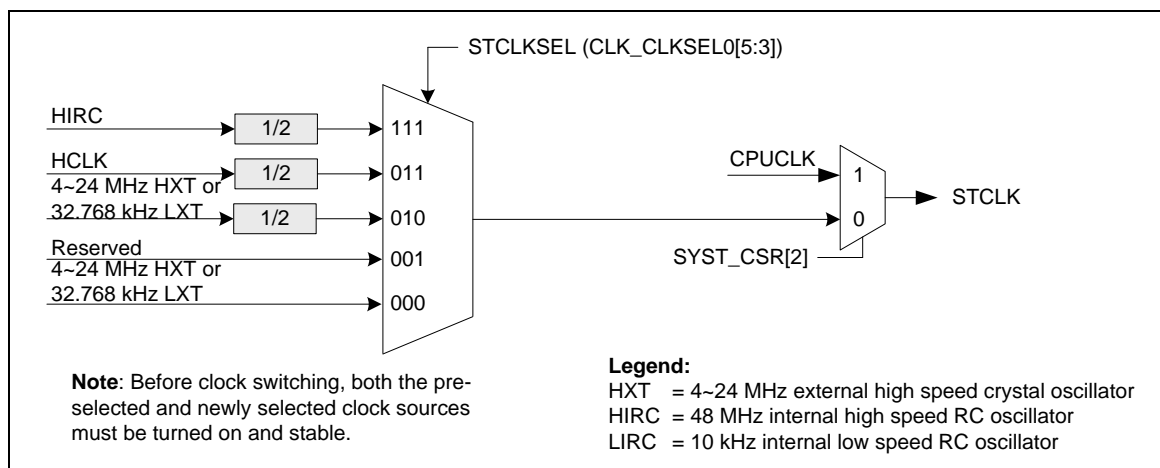 STCLKSEL (CLK_CLKSEL0[5:3])
HIRC
1/2
111
HCLK
1/2
011
4~24 MHz HXT or
32.768 kHz LXT
1/2
010
Reserved
001
4~24 MHz HXT or
32.768 kHz LXT
000
CPUCLK
1
0
STCLK
SYST_CSR[2]
Note: Before clock switching, both the pre-
selected and newly selected clock sources
must be turned on and stable.
Legend:
HXT = 4~24 MHz external high speed crystal oscillator
HIRC = 48 MHz internal high speed RC oscillator
LIRC = 10 kHz internal low speed RC oscillator